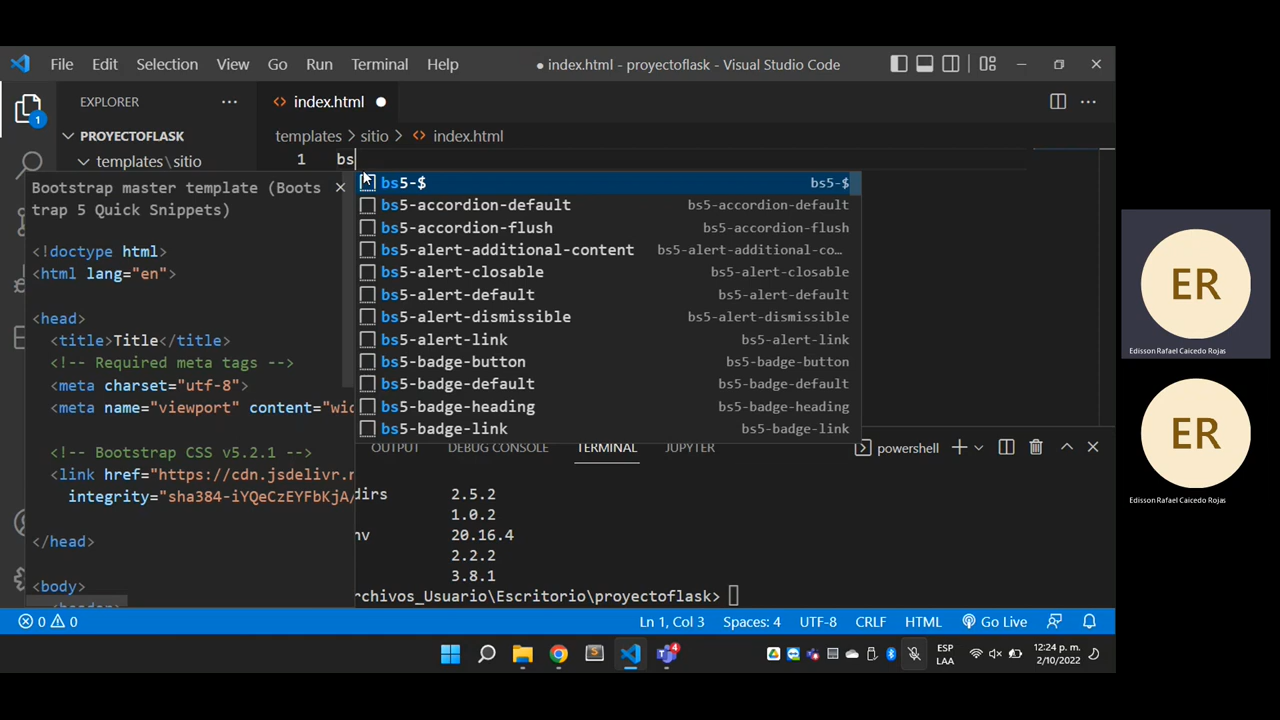 File Edit Selection View Go Run Terminal Help
● index.html - proyectoflask - Visual Studio Code
EXPLORER
index.html
PROYECTOFLASK
templates > sitio > index.html
templates\sitio
1
1 bs
Bootstrap master template (Boots
trap 5 Quick Snippets)
<!doctype html>
<html lang="en">
<head>
<title>Title</title>
<!-- Required meta tags -->
<meta charset="utf-8">
<meta name="viewport" content="wid
<!-- Bootstrap CSS v5.2.1 -->
<link href="https://cdn.jsdelivr.n
integrity="sha384-iYQeCzEYFbKjA/
</head>
<body>
<header>
bs5-$ bs5-$
bs5-accordion-default bs5-accordion-default
bs5-accordion-flush bs5-accordion-flush
bs5-alert-additional-content bs5-alert-additional-co…
bs5-alert-closable bs5-alert-closable
bs5-alert-default bs5-alert-default
bs5-alert-dismissible bs5-alert-dismissible
bs5-alert-link bs5-alert-link
bs5-badge-button bs5-badge-button
bs5-badge-default bs5-badge-default
bs5-badge-heading bs5-badge-heading
bs5-badge-link bs5-badge-link
OUTPUT DEBUG CONSOLE TERMINAL JUPYTER
powershell
dirs 2.5.2
1.0.2
nv 20.16.4
2.2.2
3.8.1
rchivos_Usuario\Escritorio\proyectoflask>
0 0
Ln 1, Col 3 Spaces: 4 UTF-8 CRLF HTML Go Live
4
ESP
LAA
12:24 p. m.
2/10/2022
ER
Edisson Rafael Caicedo Rojas
ER
Edisson Rafael Caicedo Rojas